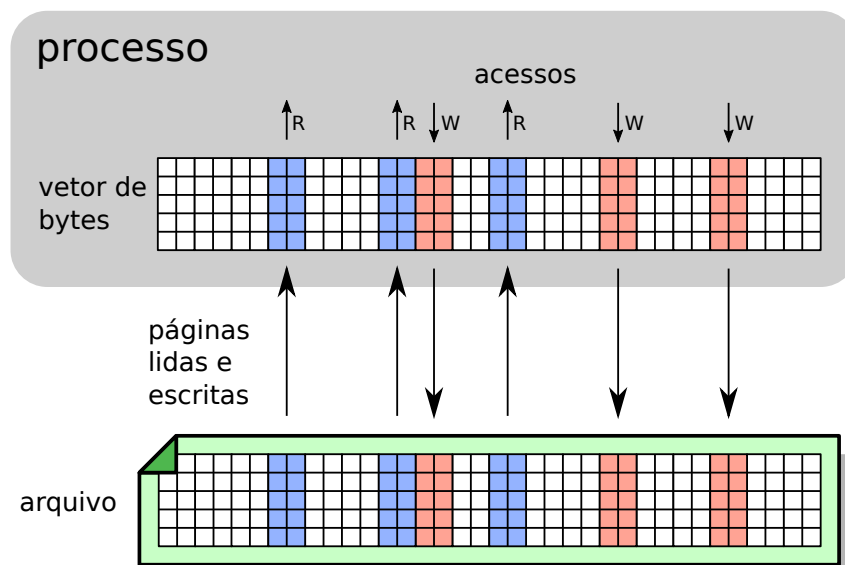 processo
acessos
R
R
W
R
W
W
vetor de
bytes
páginas
lidas e
escritas
arquivo